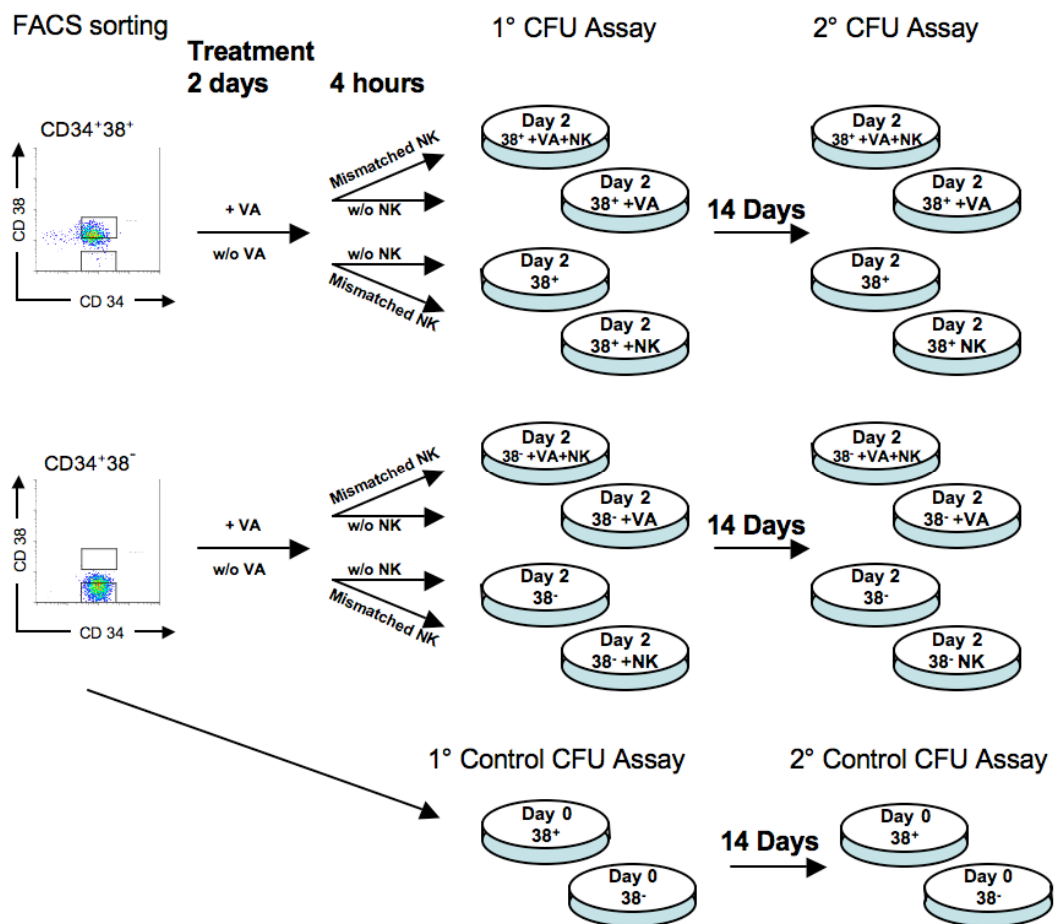 FACS sorting
1° CFU Assay
2° CFU Assay
Treatment
2 days
4 hours
CD34⁺38⁺
CD 38
CD 34
+ VA
w/o VA
Mismatched NK
w/o NK
w/o NK
Mismatched NK
Day 2
38⁺ +VA+NK
Day 2
38⁺ +VA
Day 2
38⁺
Day 2
38⁺ +NK
14 Days
Day 2
38⁺ +VA+NK
Day 2
38⁺ +VA
Day 2
38⁺
Day 2
38⁺ NK
CD34⁺38⁻
CD 38
CD 34
+ VA
w/o VA
Mismatched NK
w/o NK
w/o NK
Mismatched NK
Day 2
38⁻ +VA+NK
Day 2
38⁻ +VA
Day 2
38⁻
Day 2
38⁻ +NK
14 Days
Day 2
38⁻ +VA+NK
Day 2
38⁻ +VA
Day 2
38⁻
Day 2
38⁻ NK
1° Control CFU Assay
2° Control CFU Assay
Day 0
38⁺
Day 0
38⁻
14 Days
Day 0
38⁺
Day 0
38⁻